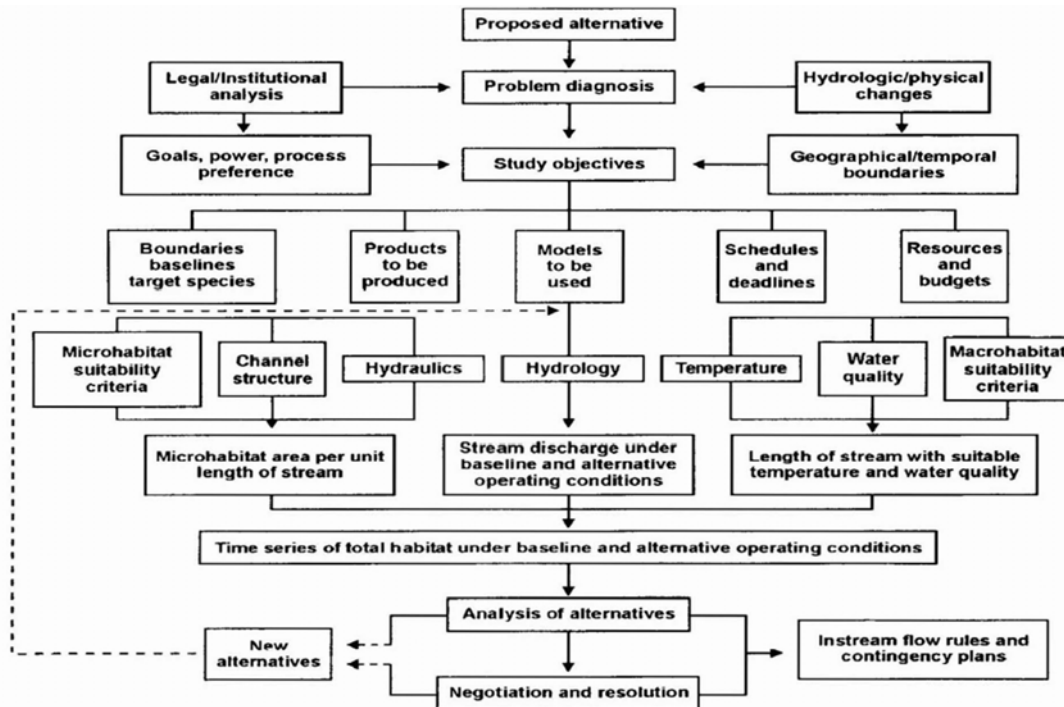 Proposed alternative
Legal/Institutional
analysis
Problem diagnosis
Hydrologic/physical
changes
Goals, power, process
preference
Study objectives
Geographical/temporal
boundaries
Boundaries
baselines
target species
Products
to be
produced
Models
to be
used
Schedules
and
deadlines
Resources
and
budgets
Microhabitat
suitability
criteria
Channel
structure
Hydraulics
Hydrology
Temperature
Water
quality
Macrohabitat
suitability
criteria
Microhabitat area per unit
length of stream
Stream discharge under
baseline and alternative
operating conditions
Length of stream with suitable
temperature and water quality
Time series of total habitat under baseline and alternative operating conditions
Analysis of alternatives
New
alternatives
Instream flow rules and
contingency plans
Negotiation and resolution